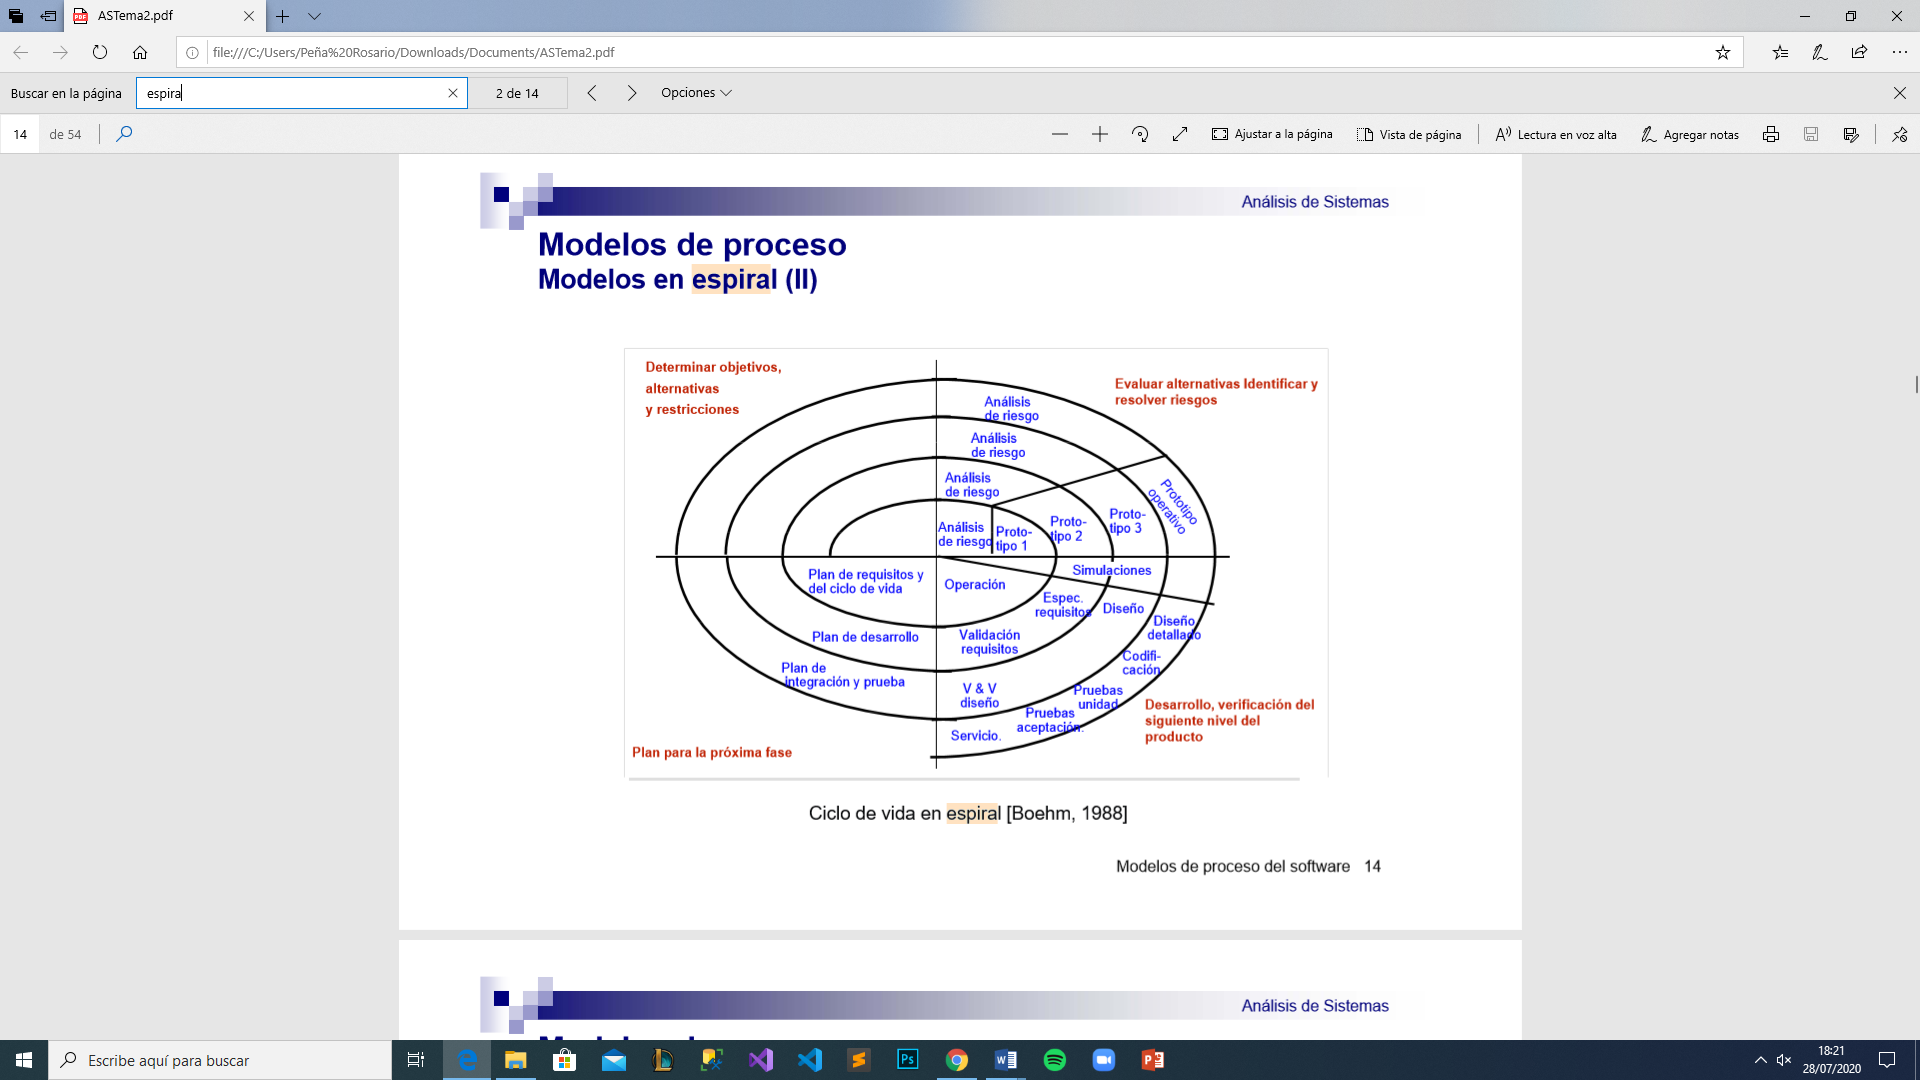 ASTema2.pdf
file:///C:/Users/Peña%20Rosario/Downloads/Documents/ASTema2.pdf
Buscar en la página
espira
2 de 14
Opciones
14
de 54
Ajustar a la página
Vista de página
Lectura en voz alta
Agregar notas
Análisis de Sistemas
Modelos de proceso
Modelos en espiral (II)
Determinar objetivos,
alternativas
y restricciones
Evaluar alternativas Identificar y
resolver riesgos
Análisis
de riesgo
Análisis
de riesgo
Análisis
de riesgo
Análisis
de riesgo
Proto-
tipo 1
Proto-
tipo 2
Proto-
tipo 3
Prototipo
operativo
Plan de requisitos y
del ciclo de vida
Operación
Simulaciones
Espec.
requisitos
Diseño
Diseño
detallado
Plan de desarrollo
Validación
requisitos
Codifi-
cación
Plan de
integración y prueba
V & V
diseño
Pruebas
unidad
Pruebas
aceptación.
Servicio.
Desarrollo, verificación del
siguiente nivel del
producto
Plan para la próxima fase
Ciclo de vida en espiral [Boehm, 1988]
Modelos de proceso del software 14
Análisis de Sistemas
Escribe aquí para buscar
Ps
18:21
28/07/2020